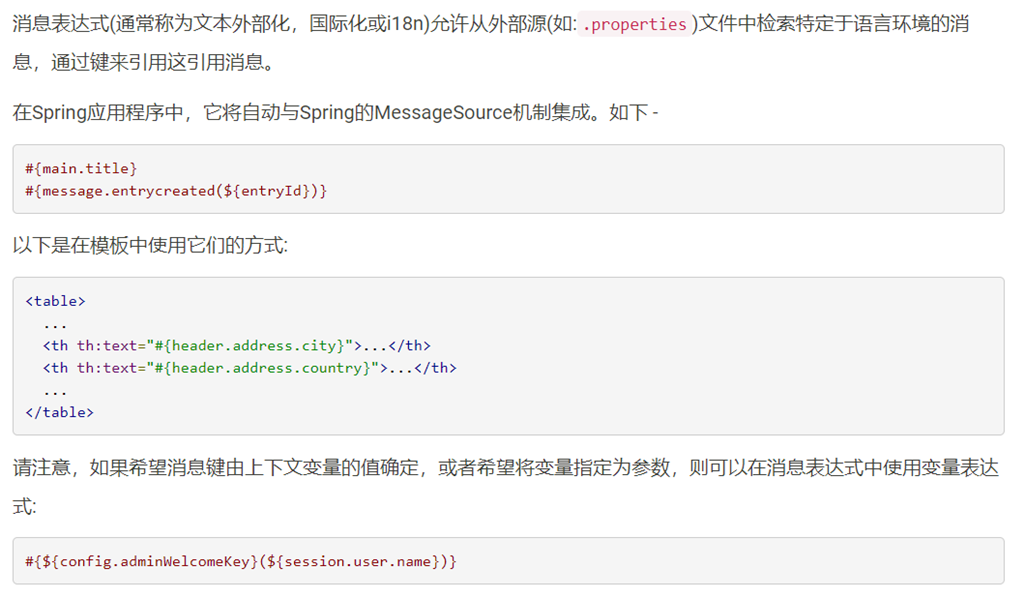 消息表达式(通常称为文本外部化，国际化或i18n)允许从外部源(如:.properties)文件中检索特定于语言环境的消
息，通过键来引用这引用消息。
在Spring应用程序中，它将自动与Spring的MessageSource机制集成。如下 -
#{main.title}
#{message.entrycreated(${entryId})}
以下是在模板中使用它们的方式:
<table>
...
<th th:text="#{header.address.city}">...</th>
<th th:text="#{header.address.country}">...</th>
...
</table>
请注意，如果希望消息键由上下文变量的值确定，或者希望将变量指定为参数，则可以在消息表达式中使用变量表达
式:
#{${config.adminWelcomeKey}(${session.user.name})}